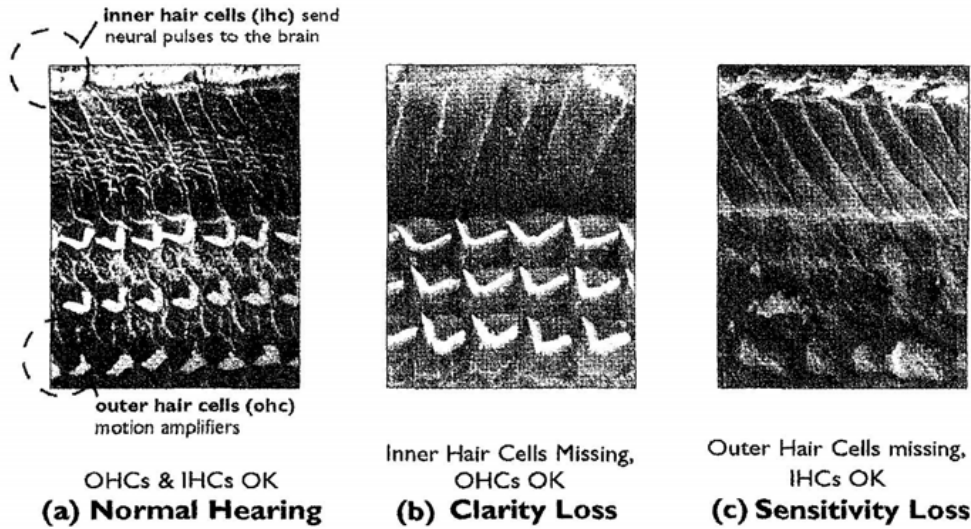 inner hair cells (ihc) send
neural pulses to the brain
outer hair cells (ohc)
motion amplifiers
OHCs & IHCs OK
(a) Normal Hearing
Inner Hair Cells Missing,
OHCs OK
(b) Clarity Loss
Outer Hair Cells missing,
IHCs OK
(c) Sensitivity Loss